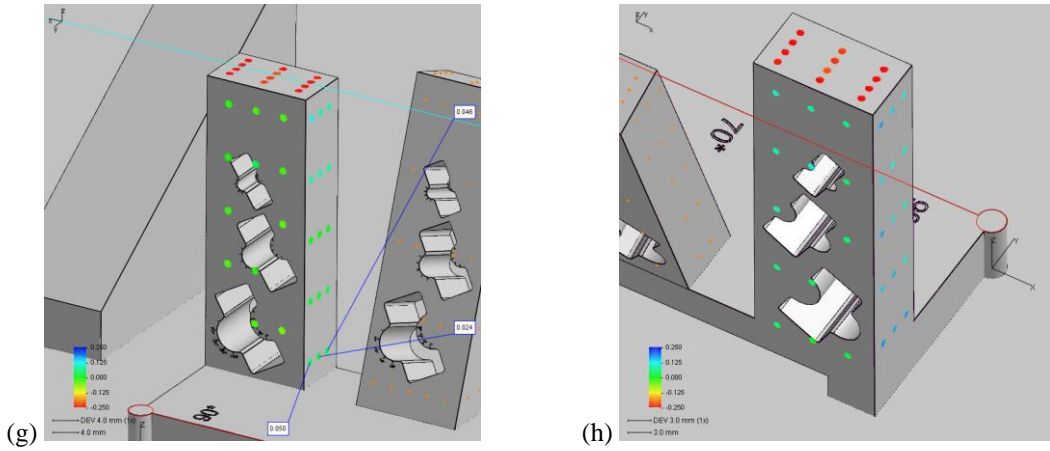 Z
X
Y
0.046
0.024
0.050
0.250
0.125
0.000
-0.125
-0.250
DEV 4.0 mm (1x)
4.0 mm
90*
Z
(g)
Z Y
X
70*
90
Z
Y
X
0.250
0.125
0.000
-0.125
-0.250
DEV 3.0 mm (1x)
3.0 mm
(h)